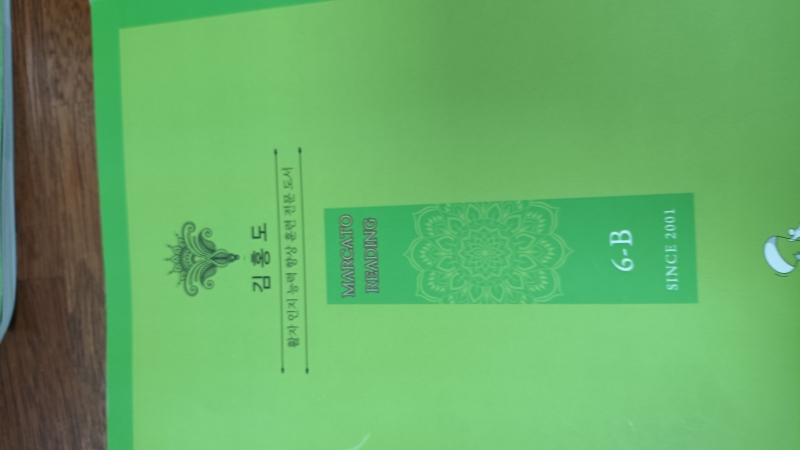 김홍도
활자 인지 능력 향상 훈련 전문 도서
MARCATO
READING
6-B
SINCE 2001